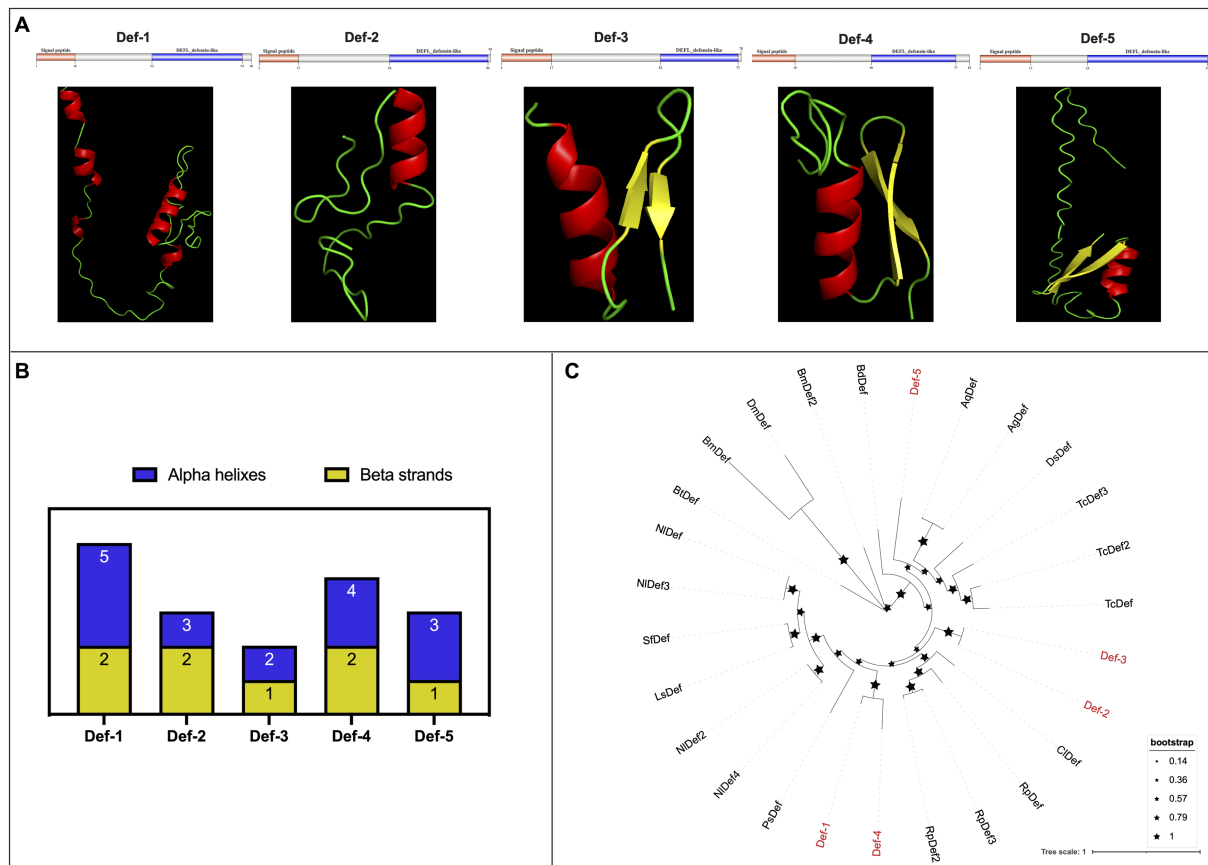 A
Def-1
Def-2
Def-3
Def-4
Def-5
Signal peptide
DEFL_defensin-like
Signal peptide
DEFL_defensin-like
Signal peptide
DEFL_defensin-like
Signal peptide
DEFL_defensin-like
Signal peptide
DEFL_defensin-like
B
Alpha helixes
Beta strands
5
3
2
4
3
2
2
1
2
1
Def-1
Def-2
Def-3
Def-4
Def-5
C
BmDef
DmDef
BmDef2
BdDef
Def-5
AqDef
AgDef
DsDef
TcDef3
TcDef2
TcDef
Def-3
Def-2
ClDef
RpDef
RpDef3
RpDef2
Def-4
Def-1
PsDef
NlDef4
NlDef2
LsDef
SfDef
NlDef3
NlDef
BtDef
bootstrap
0.14
0.36
0.57
0.79
1
Tree scale: 1